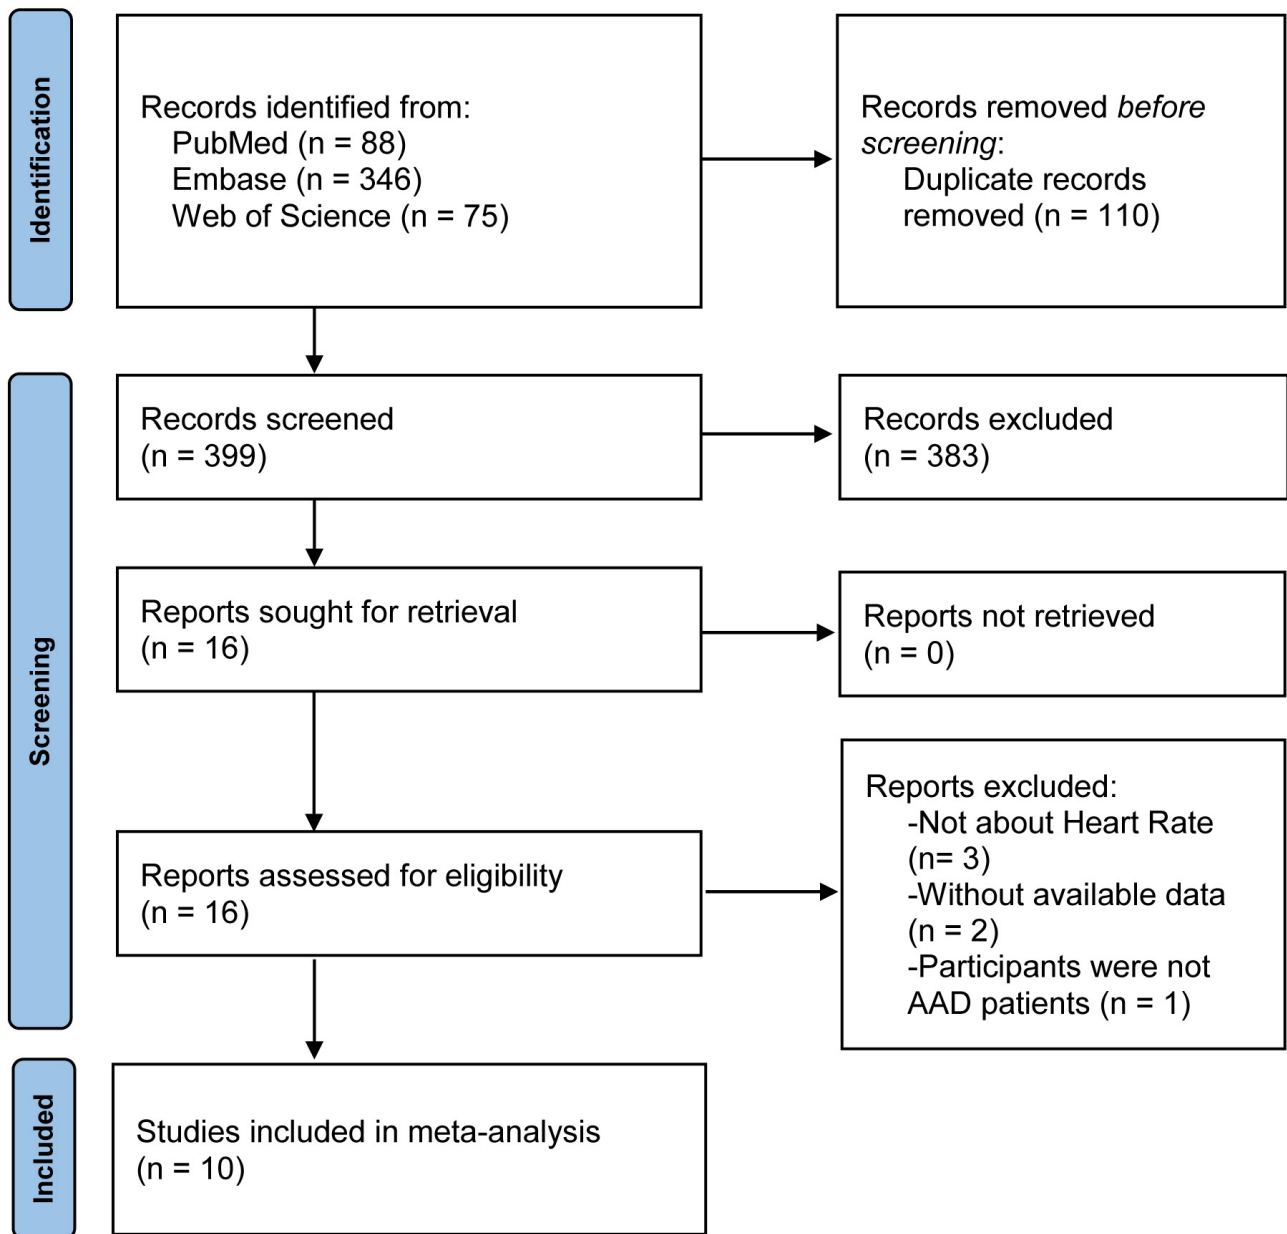 Identification
Records identified from:
PubMed (n = 88)
Embase (n = 346)
Web of Science (n = 75)
Records removed before
screening:
Duplicate records
removed (n = 110)
Screening
Records screened
(n = 399)
Records excluded
(n = 383)
Reports sought for retrieval
(n = 16)
Reports not retrieved
(n = 0)
Reports assessed for eligibility
(n = 16)
Reports excluded:
-Not about Heart Rate
(n= 3)
-Without available data
(n = 2)
-Participants were not
AAD patients (n = 1)
Included
Studies included in meta-analysis
(n = 10)